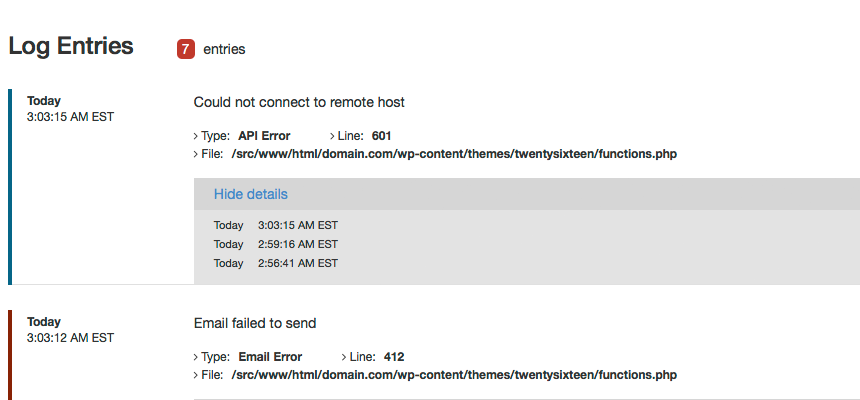 Log Entries 7 entries
Today
3:03:15 AM EST
Could not connect to remote host
Type: API Error Line: 601
File: /src/www/html/domain.com/wp-content/themes/twentysixteen/functions.php
Hide details
Today 3:03:15 AM EST
Today 2:59:16 AM EST
Today 2:56:41 AM EST
Today
3:03:12 AM EST
Email failed to send
Type: Email Error Line: 412
File: /src/www/html/domain.com/wp-content/themes/twentysixteen/functions.php